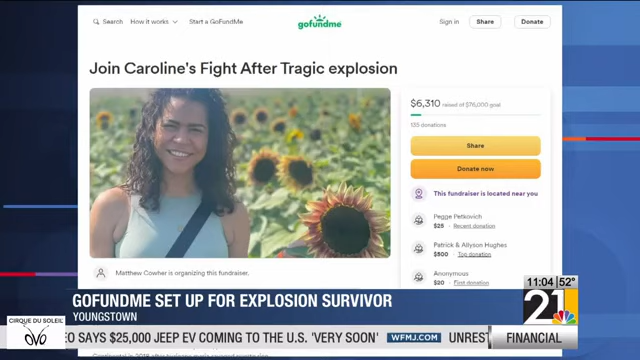 Search How it works Start a GoFundMe gofundme Sign in Share Donate
Join Caroline's Fight After Tragic explosion
$6,310 raised of $76,000 goal
135 donations
Share
Donate now
This fundraiser is located near you
Pegge Petkovich
$25 • Recent donation
Patrick & Allyson Hughes
$500 • Top donation
Anonymous
$20 • First donation
Matthew Cowher is organizing this fundraiser.
GOFUNDME SET UP FOR EXPLOSION SURVIVOR
YOUNGSTOWN
11:04 52°
21
CIRQUE DU SOLEIL
OVO
EO SAYS $25,000 JEEP EV COMING TO THE U.S. 'VERY SOON' WFMJ.COM UNREST
FINANCIAL